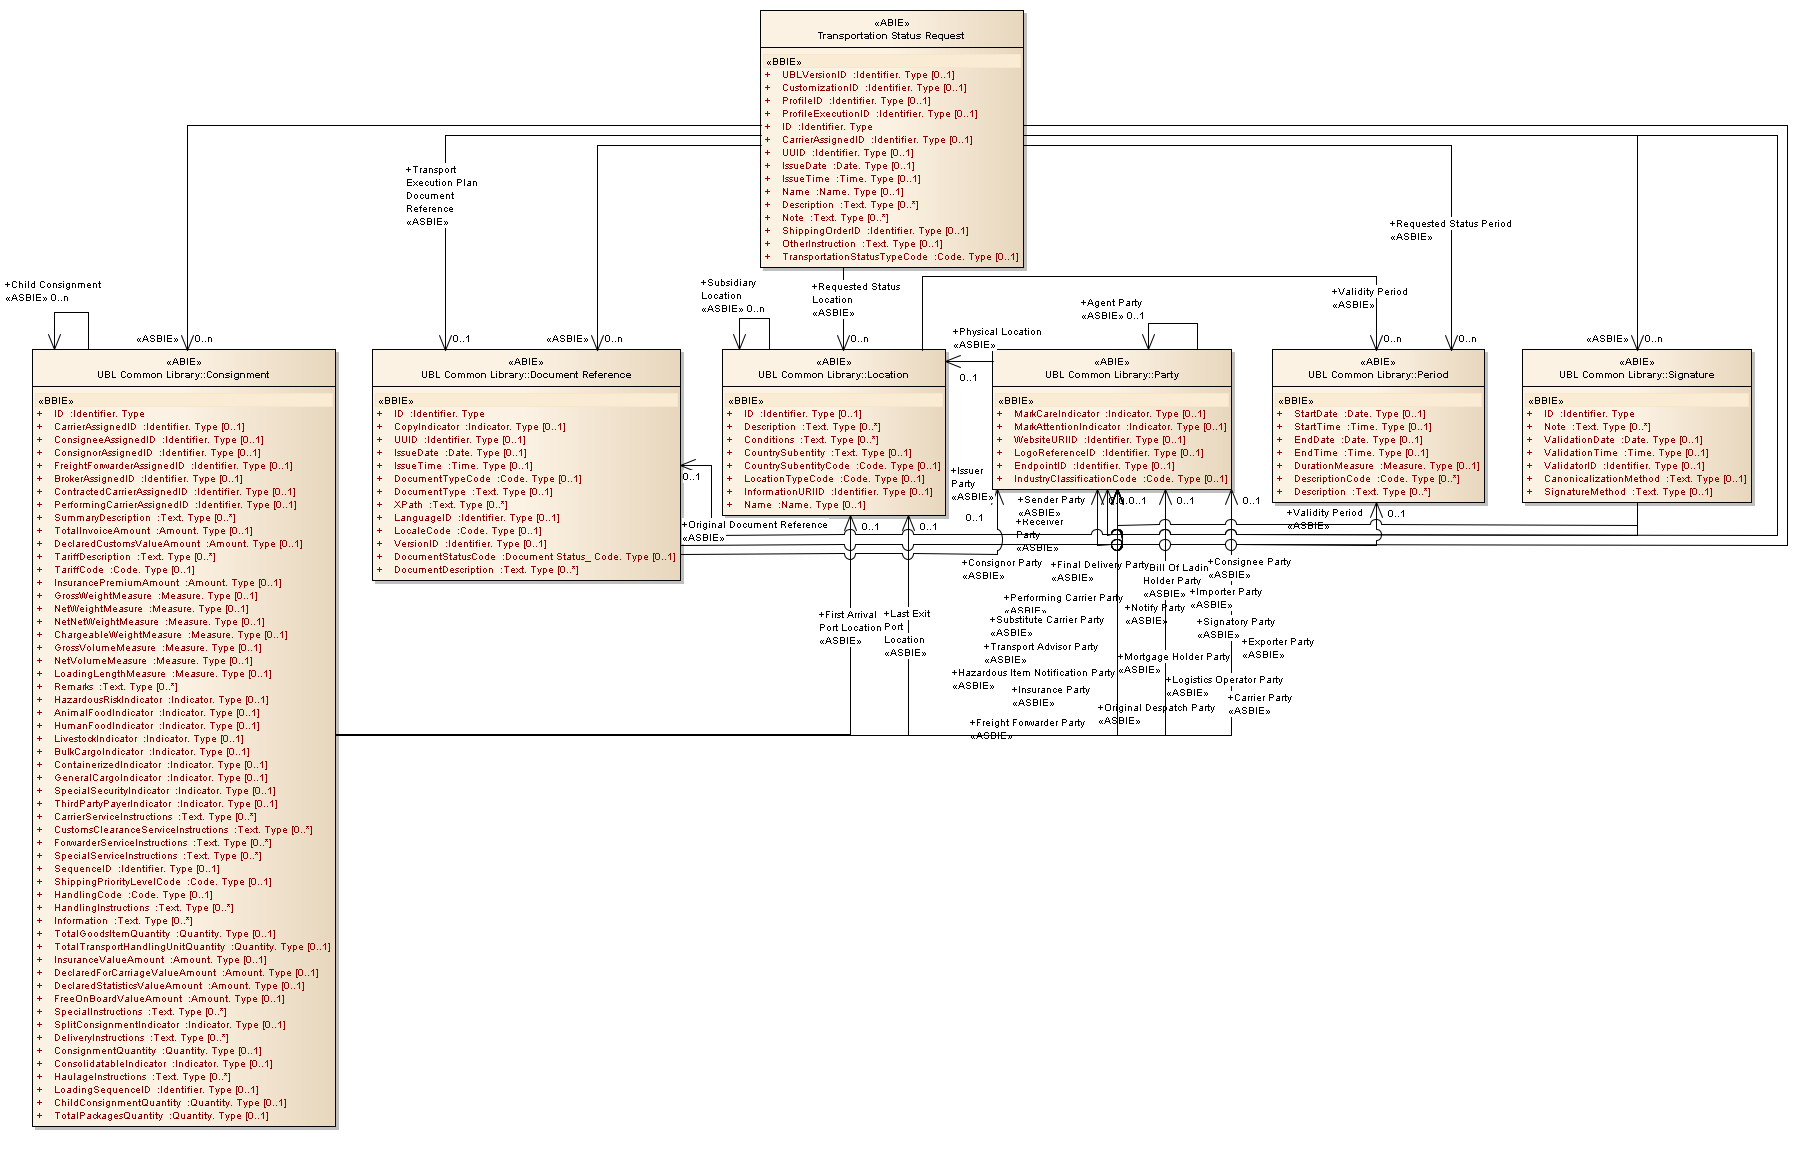 «ABIE»
Transportation Status Request
«BBIE»
+ UBLVersionID :Identifier. Type [0..1]
+ CustomizationID :Identifier. Type [0..1]
+ ProfileID :Identifier. Type [0..1]
+ ProfileExecutionID :Identifier. Type [0..1]
+ ID :Identifier. Type
+ CarrierAssignedID :Identifier. Type [0..1]
+ UUID :Identifier. Type [0..1]
+ IssueDate :Date. Type [0..1]
+ IssueTime :Time. Type [0..1]
+ Name :Name. Type [0..1]
+ Description :Text. Type [0..*]
+ Note :Text. Type [0..*]
+ ShippingOrderID :Identifier. Type [0..1]
+ OtherInstruction :Text. Type [0..1]
+ TransportationStatusTypeCode :Code. Type [0..1]
+Transport
Execution Plan
Document
Reference
«ASBIE»
0..1
+Requested Status Period
«ASBIE»
0..n
+Child Consignment
«ASBIE» 0..n
«ASBIE» 0..n
«ASBIE» 0..n
+Subsidiary
Location
«ASBIE» 0..n
+Requested Status
Location
«ASBIE»
0..n
+Physical Location
«ASBIE»
0..1
+Agent Party
«ASBIE» 0..1
+Validity Period
«ASBIE»
0..n
«ASBIE» 0..n
«ABIE»
UBL Common Library::Consignment
«BBIE»
+ ID :Identifier. Type
+ CarrierAssignedID :Identifier. Type [0..1]
+ ConsigneeAssignedID :Identifier. Type [0..1]
+ ConsignorAssignedID :Identifier. Type [0..1]
+ FreightForwarderAssignedID :Identifier. Type [0..1]
+ BrokerAssignedID :Identifier. Type [0..1]
+ ContractedCarrierAssignedID :Identifier. Type [0..1]
+ PerformingCarrierAssignedID :Identifier. Type [0..1]
+ SummaryDescription :Text. Type [0..*]
+ TotalInvoiceAmount :Amount. Type [0..1]
+ DeclaredCustomsValueAmount :Amount. Type [0..1]
+ TariffDescription :Text. Type [0..*]
+ TariffCode :Code. Type [0..1]
+ InsurancePremiumAmount :Amount. Type [0..1]
+ GrossWeightMeasure :Measure. Type [0..1]
+ NetWeightMeasure :Measure. Type [0..1]
+ NetNetWeightMeasure :Measure. Type [0..1]
+ ChargeableWeightMeasure :Measure. Type [0..1]
+ GrossVolumeMeasure :Measure. Type [0..1]
+ NetVolumeMeasure :Measure. Type [0..1]
+ LoadingLengthMeasure :Measure. Type [0..1]
+ Remarks :Text. Type [0..*]
+ HazardousRiskIndicator :Indicator. Type [0..1]
+ AnimalFoodIndicator :Indicator. Type [0..1]
+ HumanFoodIndicator :Indicator. Type [0..1]
+ LivestockIndicator :Indicator. Type [0..1]
+ BulkCargoIndicator :Indicator. Type [0..1]
+ ContainerizedIndicator :Indicator. Type [0..1]
+ GeneralCargoIndicator :Indicator. Type [0..1]
+ SpecialSecurityIndicator :Indicator. Type [0..1]
+ ThirdPartyPayerIndicator :Indicator. Type [0..1]
+ CarrierServiceInstructions :Text. Type [0..*]
+ CustomsClearanceServiceInstructions :Text. Type [0..*]
+ ForwarderServiceInstructions :Text. Type [0..*]
+ SpecialServiceInstructions :Text. Type [0..*]
+ SequenceID :Identifier. Type [0..1]
+ ShippingPriorityLevelCode :Code. Type [0..1]
+ HandlingCode :Code. Type [0..1]
+ HandlingInstructions :Text. Type [0..*]
+ Information :Text. Type [0..*]
+ TotalGoodsItemQuantity :Quantity. Type [0..1]
+ TotalTransportHandlingUnitQuantity :Quantity. Type [0..1]
+ InsuranceValueAmount :Amount. Type [0..1]
+ DeclaredForCarriageValueAmount :Amount. Type [0..1]
+ DeclaredStatisticsValueAmount :Amount. Type [0..1]
+ FreeOnBoardValueAmount :Amount. Type [0..1]
+ SpecialInstructions :Text. Type [0..*]
+ SplitConsignmentIndicator :Indicator. Type [0..1]
+ DeliveryInstructions :Text. Type [0..*]
+ ConsignmentQuantity :Quantity. Type [0..1]
+ ConsolidatableIndicator :Indicator. Type [0..1]
+ HaulageInstructions :Text. Type [0..*]
+ LoadingSequenceID :Identifier. Type [0..1]
+ ChildConsignmentQuantity :Quantity. Type [0..1]
+ TotalPackagesQuantity :Quantity. Type [0..1]
«ABIE»
UBL Common Library::Document Reference
«BBIE»
+ ID :Identifier. Type
+ CopyIndicator :Indicator. Type [0..1]
+ UUID :Identifier. Type [0..1]
+ IssueDate :Date. Type [0..1]
+ IssueTime :Time. Type [0..1]
+ DocumentTypeCode :Code. Type [0..1]
+ DocumentType :Text. Type [0..1]
+ XPath :Text. Type [0..*]
+ LanguageID :Identifier. Type [0..1]
+ LocaleCode :Code. Type [0..1]
+ VersionID :Identifier. Type [0..1]
+ DocumentStatusCode :Document Status_ Code. Type [0..1]
+ DocumentDescription :Text. Type [0..*]
0..1
+Original Document Reference
«ASBIE»
«ABIE»
UBL Common Library::Location
«BBIE»
+ ID :Identifier. Type [0..1]
+ Description :Text. Type [0..*]
+ Conditions :Text. Type [0..*]
+ CountrySubentity :Text. Type [0..1]
+ CountrySubentityCode :Code. Type [0..1]
+ LocationTypeCode :Code. Type [0..1]
+ InformationURIID :Identifier. Type [0..1]
+ Name :Name. Type [0..1]
0..1
0..1
«ABIE»
UBL Common Library::Party
«BBIE»
+ MarkCareIndicator :Indicator. Type [0..1]
+ MarkAttentionIndicator :Indicator. Type [0..1]
+ WebsiteURIID :Identifier. Type [0..1]
+ LogoReferenceID :Identifier. Type [0..1]
+ EndpointID :Identifier. Type [0..1]
+ IndustryClassificationCode :Code. Type [0..1]
«ABIE»
UBL Common Library::Period
«BBIE»
+ StartDate :Date. Type [0..1]
+ StartTime :Time. Type [0..1]
+ EndDate :Date. Type [0..1]
+ EndTime :Time. Type [0..1]
+ DurationMeasure :Measure. Type [0..1]
+ DescriptionCode :Code. Type [0..*]
+ Description :Text. Type [0..*]
+Validity Period
«ASBIE»
0..1
«ABIE»
UBL Common Library::Signature
«BBIE»
+ ID :Identifier. Type
+ Note :Text. Type [0..*]
+ ValidationDate :Date. Type [0..1]
+ ValidationTime :Time. Type [0..1]
+ ValidatorID :Identifier. Type [0..1]
+ CanonicalizationMethod :Text. Type [0..1]
+ SignatureMethod :Text. Type [0..1]
+Issuer
Party
«ASBIE»
0..1
+Sender Party
«ASBIE»
0..1
0..1
0..1
+Receiver
Party
«ASBIE»
+Consignor Party
«ASBIE»
+Final Delivery Party
«ASBIE»
Bill Of Ladin
Holder Party
«ASBIE»
+Consignee Party
«ASBIE»
+Importer Party
«ASBIE»
+Performing Carrier Party
«ASBIE»
+Notify Party
«ASBIE»
+First Arrival
Port Location
«ASBIE»
+Last Exit
Port
Location
«ASBIE»
+Substitute Carrier Party
«ASBIE»
+Signatory Party
«ASBIE»
+Exporter Party
«ASBIE»
+Transport Advisor Party
«ASBIE»
+Mortgage Holder Party
«ASBIE»
+Hazardous Item Notification Party
«ASBIE»
+Logistics Operator Party
«ASBIE»
+Insurance Party
«ASBIE»
+Carrier Party
«ASBIE»
+Original Despatch Party
«ASBIE»
+Freight Forwarder Party
«ASBIE»